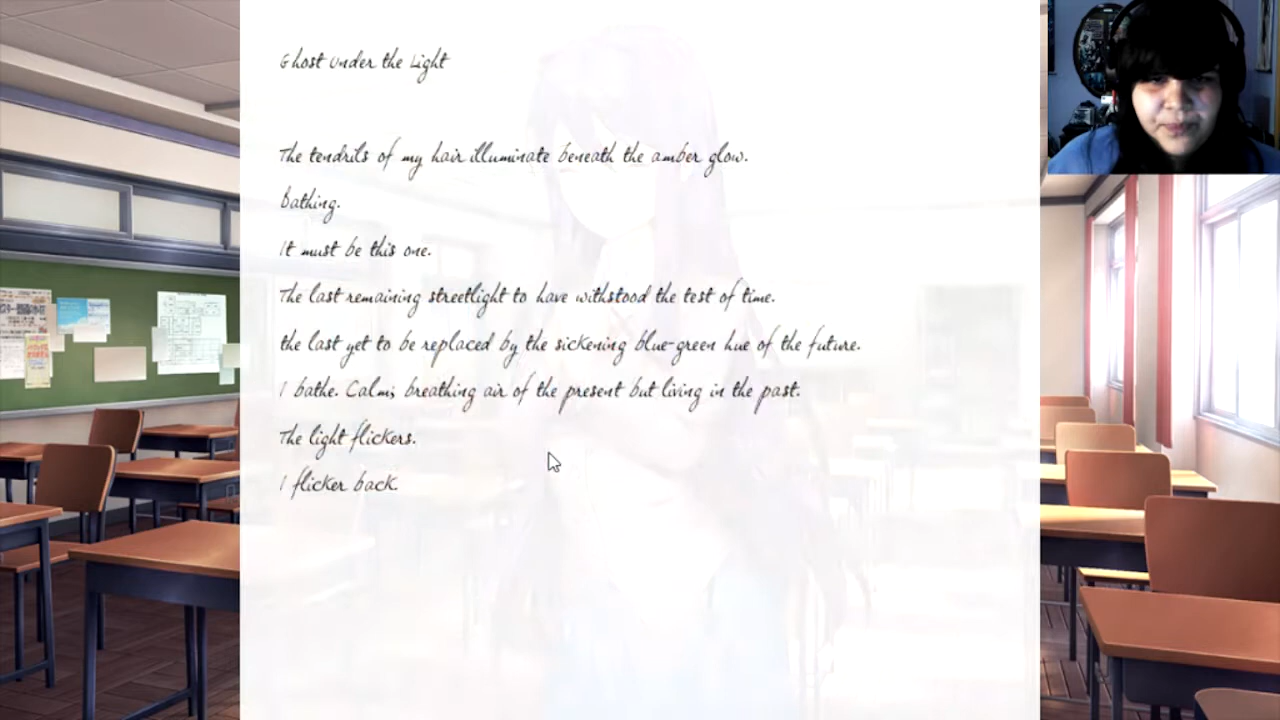 Ghost Under the Light
The tendrils of my hair illuminate beneath the amber glow.
Bathing.
It must be this one.
The last remaining streetlight to have withstood the test of time.
the last yet to be replaced by the sickening blue-green hue of the future.
I bathe. Calm; breathing air of the present but living in the past.
The light flickers.
I flicker back.